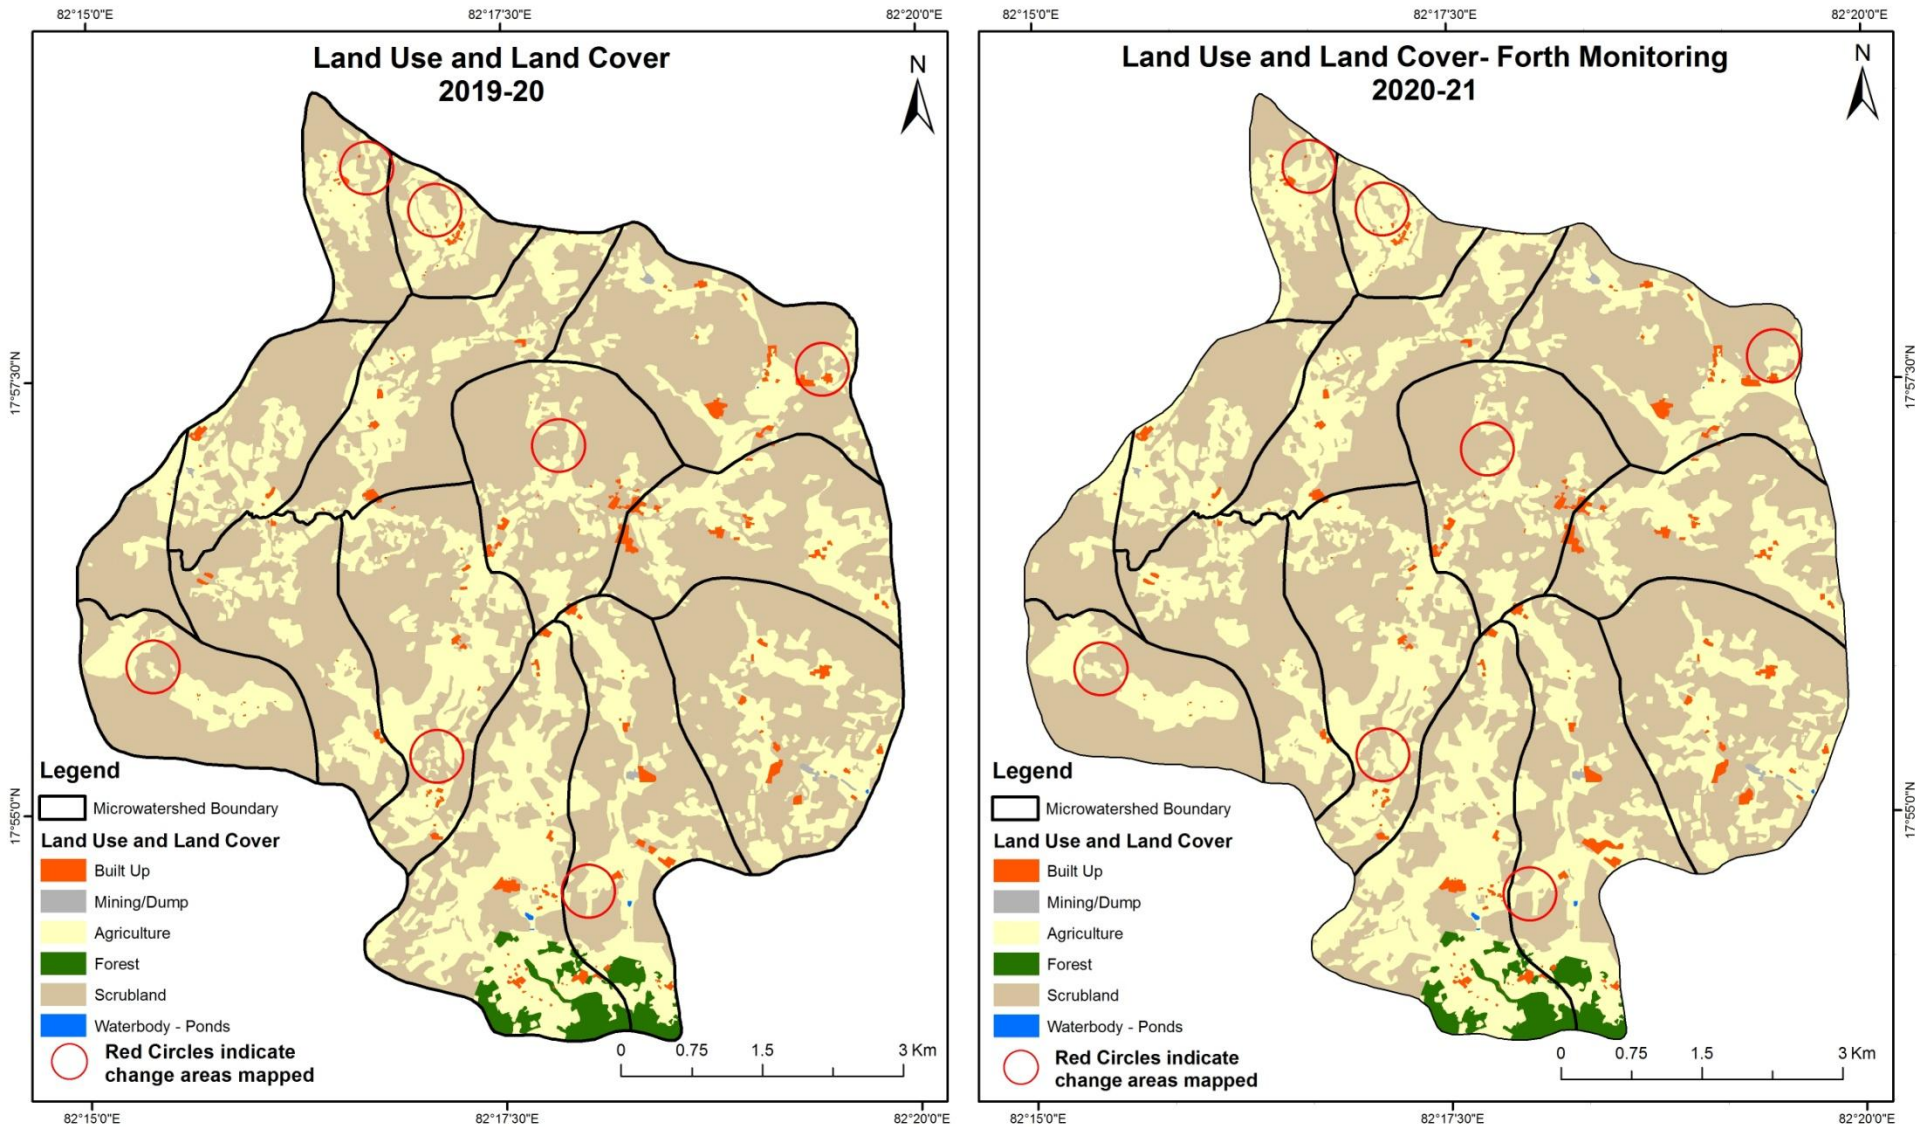 82°15'0"E
82°17'30"E
82°20'0"E
Land Use and Land Cover
2019-20
N
17°57'30"N
17°55'0"N
Legend
Microwatershed Boundary
Land Use and Land Cover
Built Up
Mining/Dump
Agriculture
Forest
Scrubland
Waterbody - Ponds
Red Circles indicate
change areas mapped
0 0.75 1.5 3 Km
82°15'0"E
82°17'30"E
82°20'0"E
82°15'0"E
82°17'30"E
82°20'0"E
Land Use and Land Cover- Forth Monitoring
2020-21
N
17°57'30"N
17°55'0"N
Legend
Microwatershed Boundary
Land Use and Land Cover
Built Up
Mining/Dump
Agriculture
Forest
Scrubland
Waterbody - Ponds
Red Circles indicate
change areas mapped
0 0.75 1.5 3 Km
82°15'0"E
82°17'30"E
82°20'0"E